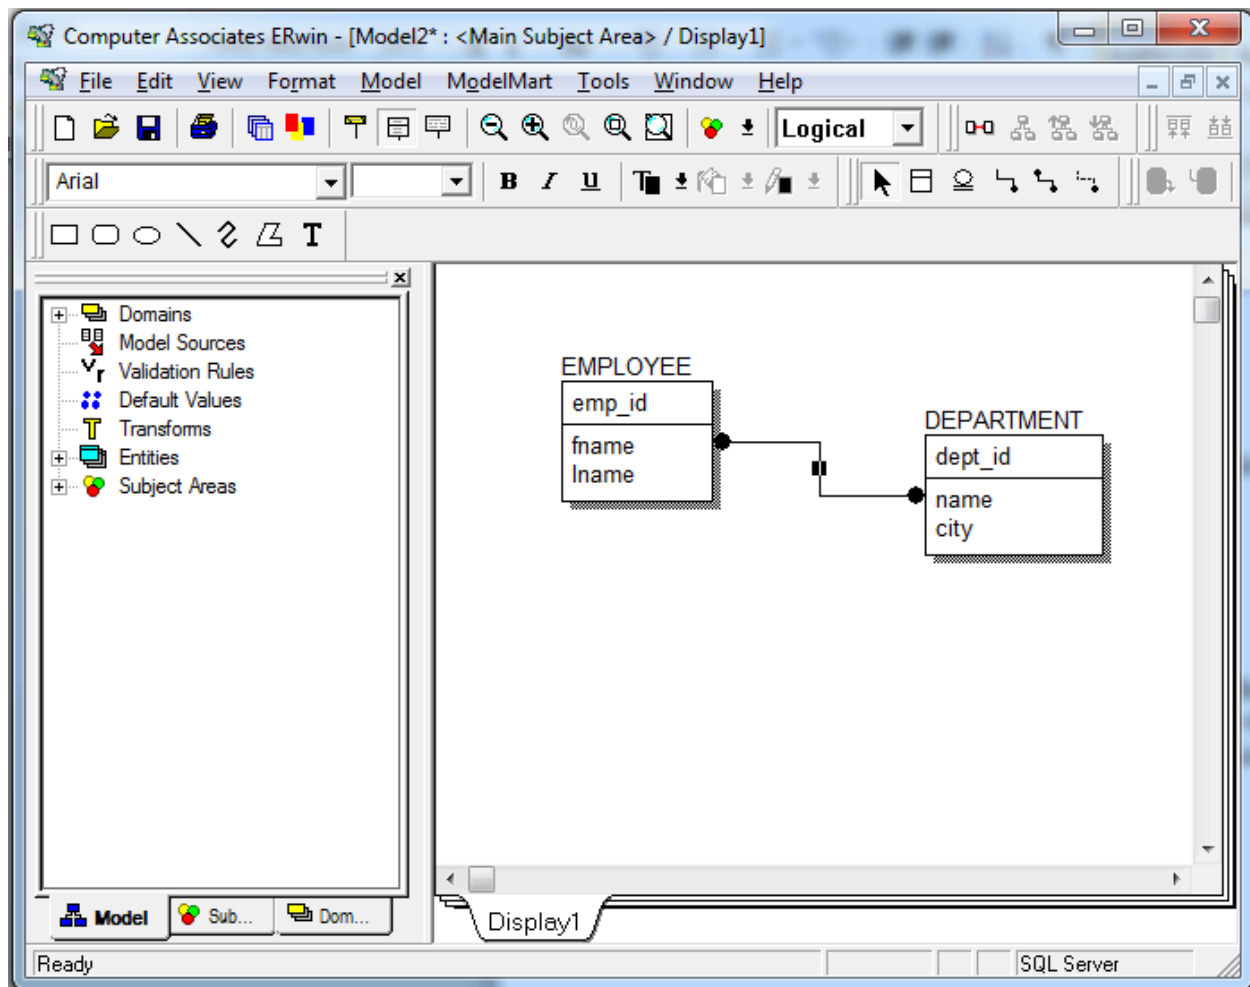 Computer Associates ERwin - [Model2* : <Main Subject Area> / Display1]
File Edit View Format Model ModelMart Tools Window Help
Logical
Arial B I U T
T
Domains
Model Sources
Validation Rules
Default Values
Transforms
Entities
Subject Areas
EMPLOYEE
emp_id
fname
lname
DEPARTMENT
dept_id
name
city
Model Sub... Dom...
Display1
Ready SQL Server